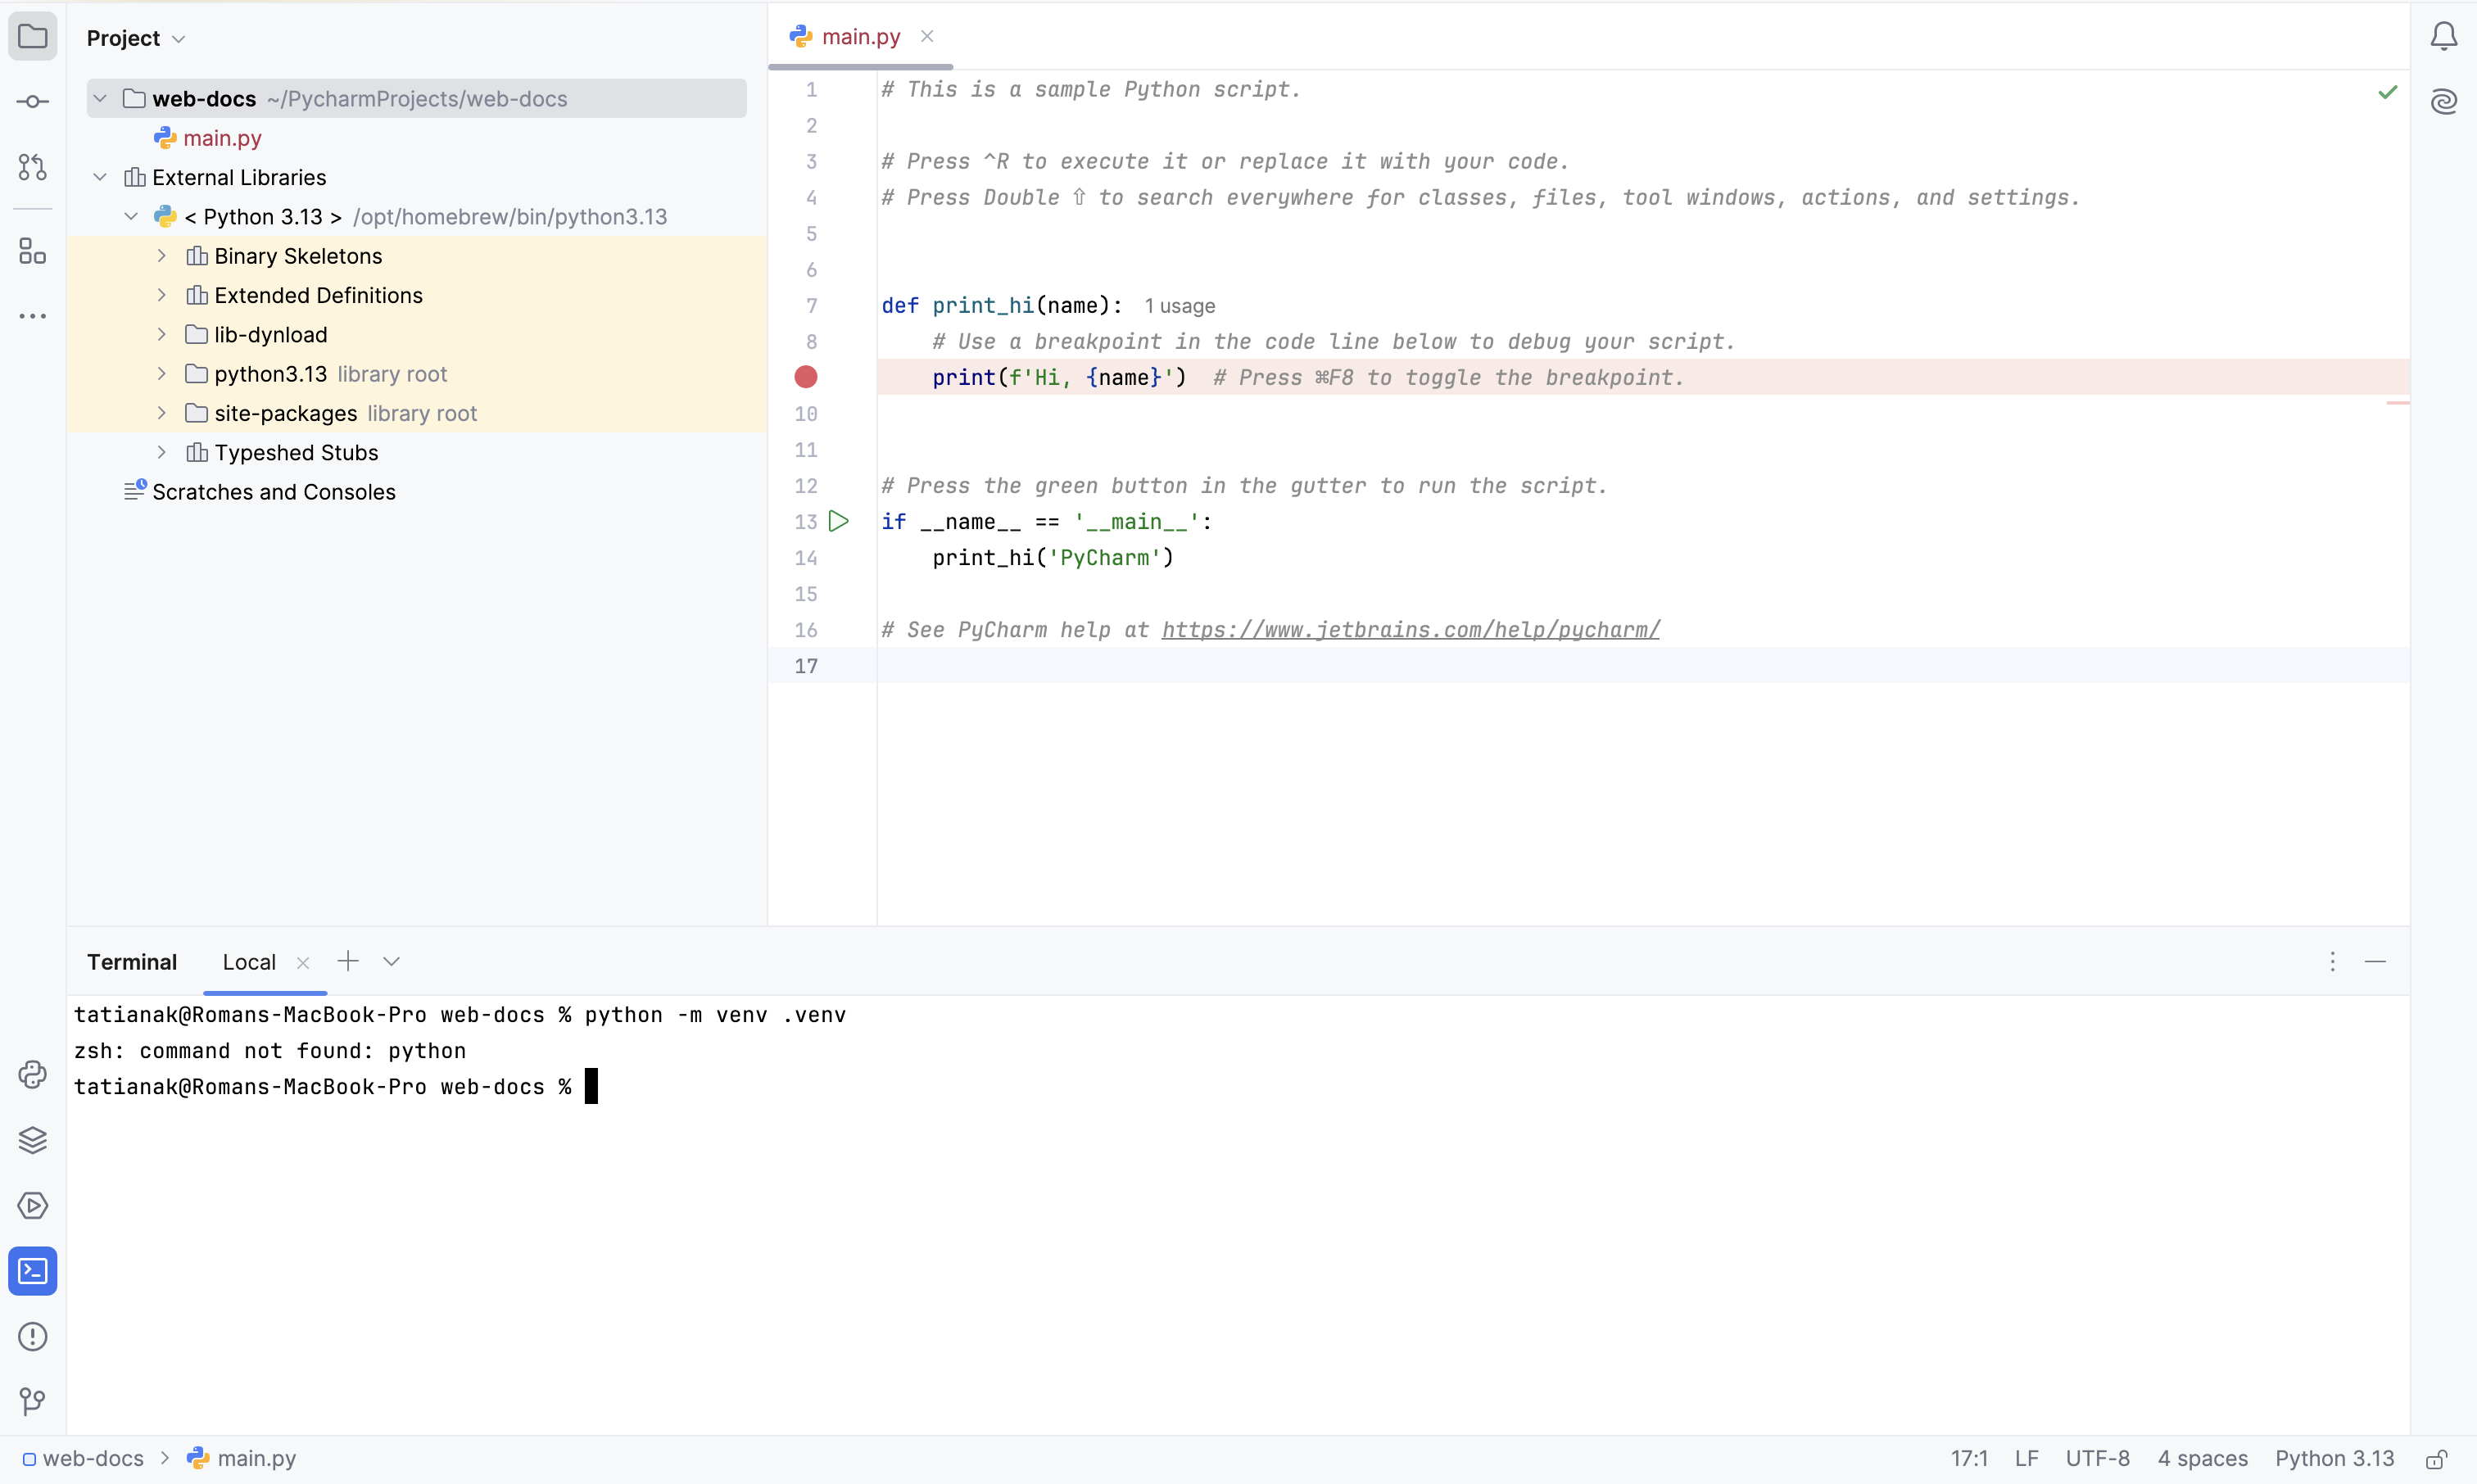 Project
web-docs ~/PycharmProjects/web-docs
main.py
External Libraries
< Python 3.13 > /opt/homebrew/bin/python3.13
Binary Skeletons
Extended Definitions
lib-dynload
python3.13 library root
site-packages library root
Typeshed Stubs
Scratches and Consoles
main.py
1 # This is a sample Python script.
2
3 # Press ^R to execute it or replace it with your code.
4 # Press Double ⇧ to search everywhere for classes, files, tool windows, actions, and settings.
5
6
7 def print_hi(name): 1 usage
8 # Use a breakpoint in the code line below to debug your script.
print(f'Hi, {name}') # Press ⌘F8 to toggle the breakpoint.
10
11
12 # Press the green button in the gutter to run the script.
13 if __name__ == '__main__':
14 print_hi('PyCharm')
15
16 # See PyCharm help at https://www.jetbrains.com/help/pycharm/
17
Terminal Local
tatianak@Romans-MacBook-Pro web-docs % python -m venv .venv
zsh: command not found: python
tatianak@Romans-MacBook-Pro web-docs %
web-docs > main.py 17:1 LF UTF-8 4 spaces Python 3.13